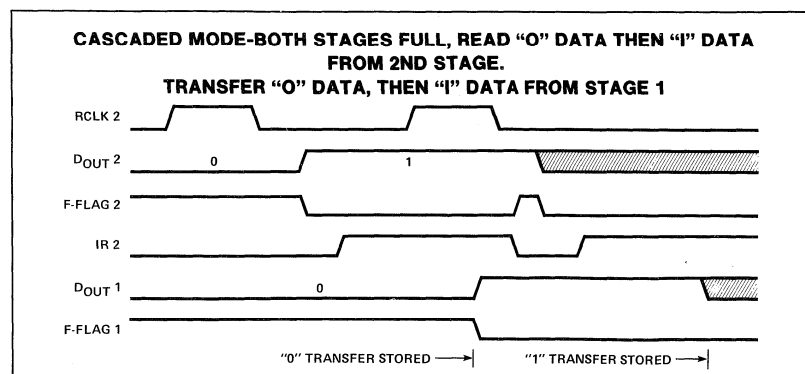 CASCADED MODE-BOTH STAGES FULL, READ “O” DATA THEN “I” DATA
FROM 2ND STAGE.
TRANSFER “O” DATA, THEN “I” DATA FROM STAGE 1
RCLK 2
DOUT 2
0
1
F-FLAG 2
IR 2
DOUT 1
0
F-FLAG 1
"0" TRANSFER STORED
"1" TRANSFER STORED